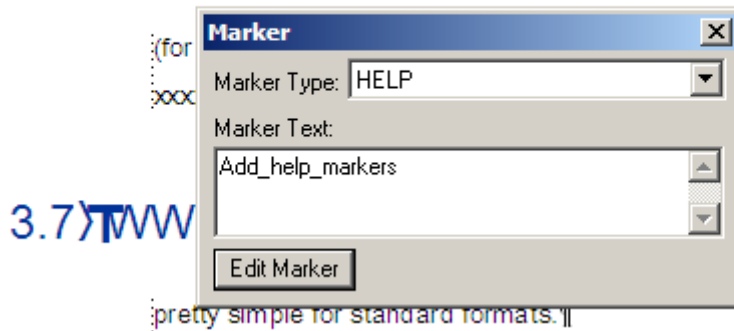 Marker
(for
Marker Type: HELP
xxx
Marker Text:
Add_help_markers
3.7
Edit Marker
pretty simple for standard formats.¶